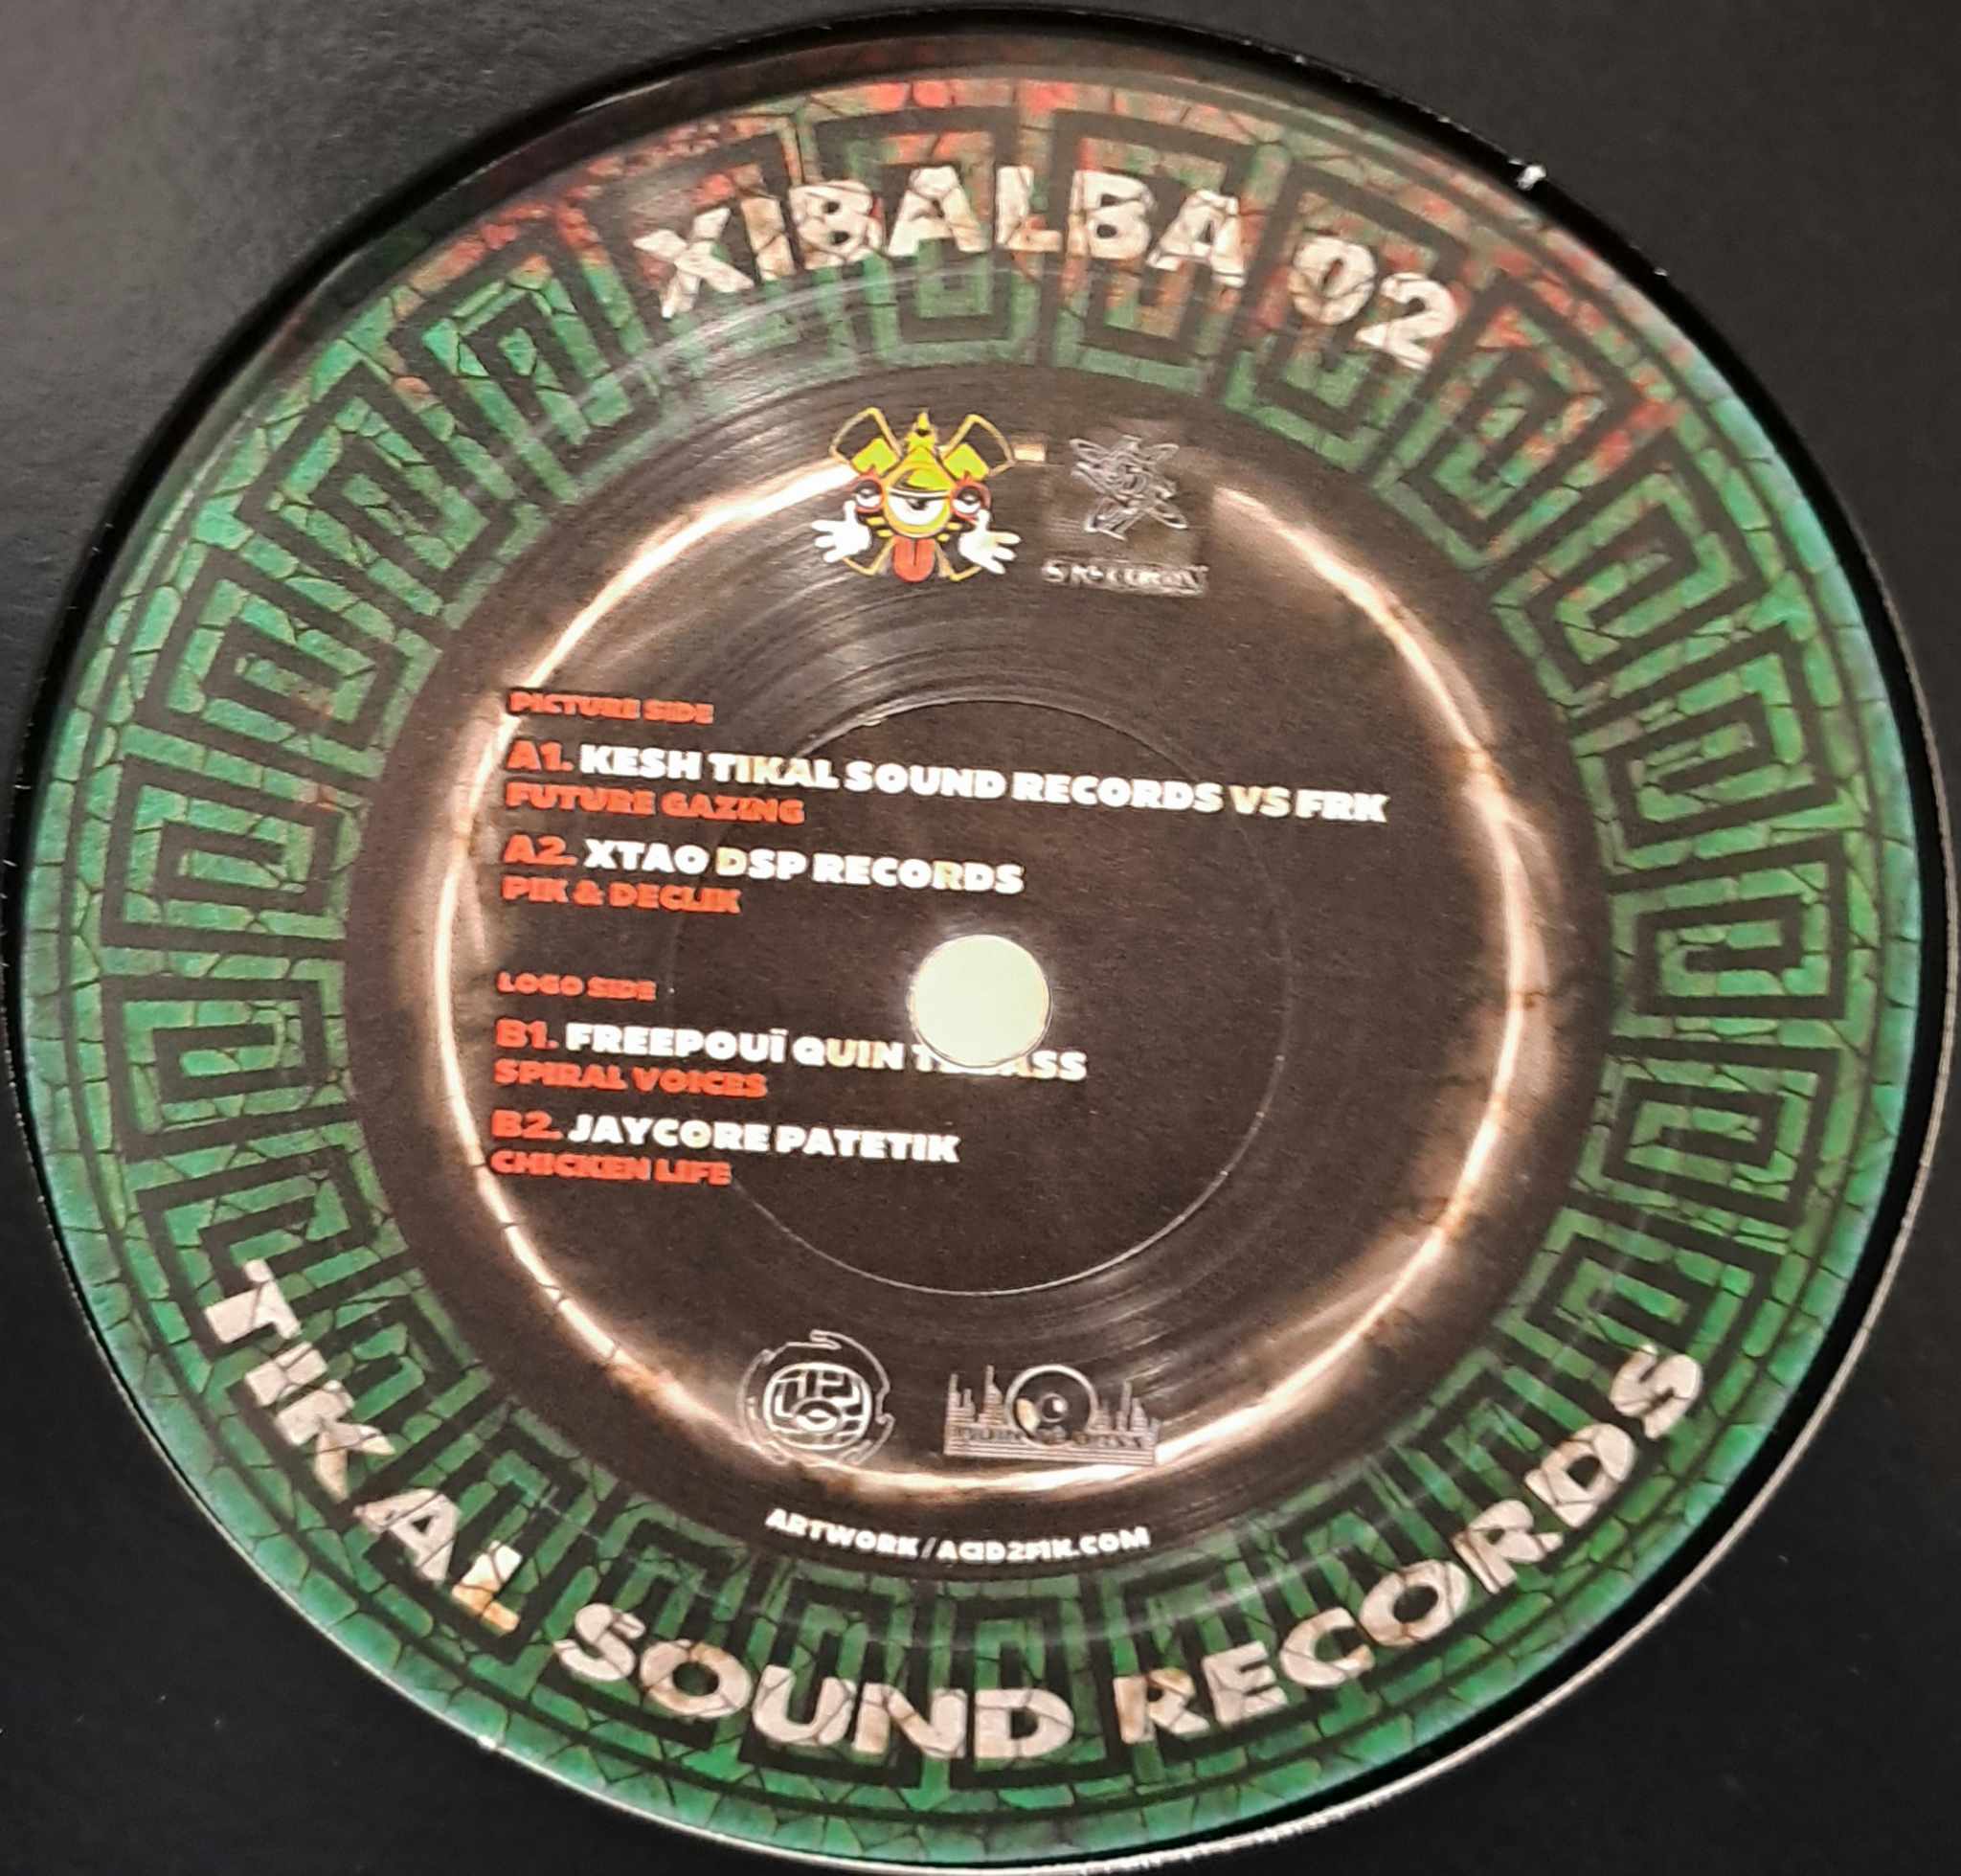 XIBALBA 02
PICTURE SIDE
A1. KESH TIKAL SOUND RECORDS VS FRK
FUTURE GAZING
A2. XTAO DSP RECORDS
PIK & DECLIK
LOGO SIDE
B1. FREEPOUÏ QUIN
SPIRAL VOICES
B2. JAYCORE PATETIK
CHICKEN LIFE
ARTWORK/ACID2PIK.COM
TIKAL SOUND RECORDS